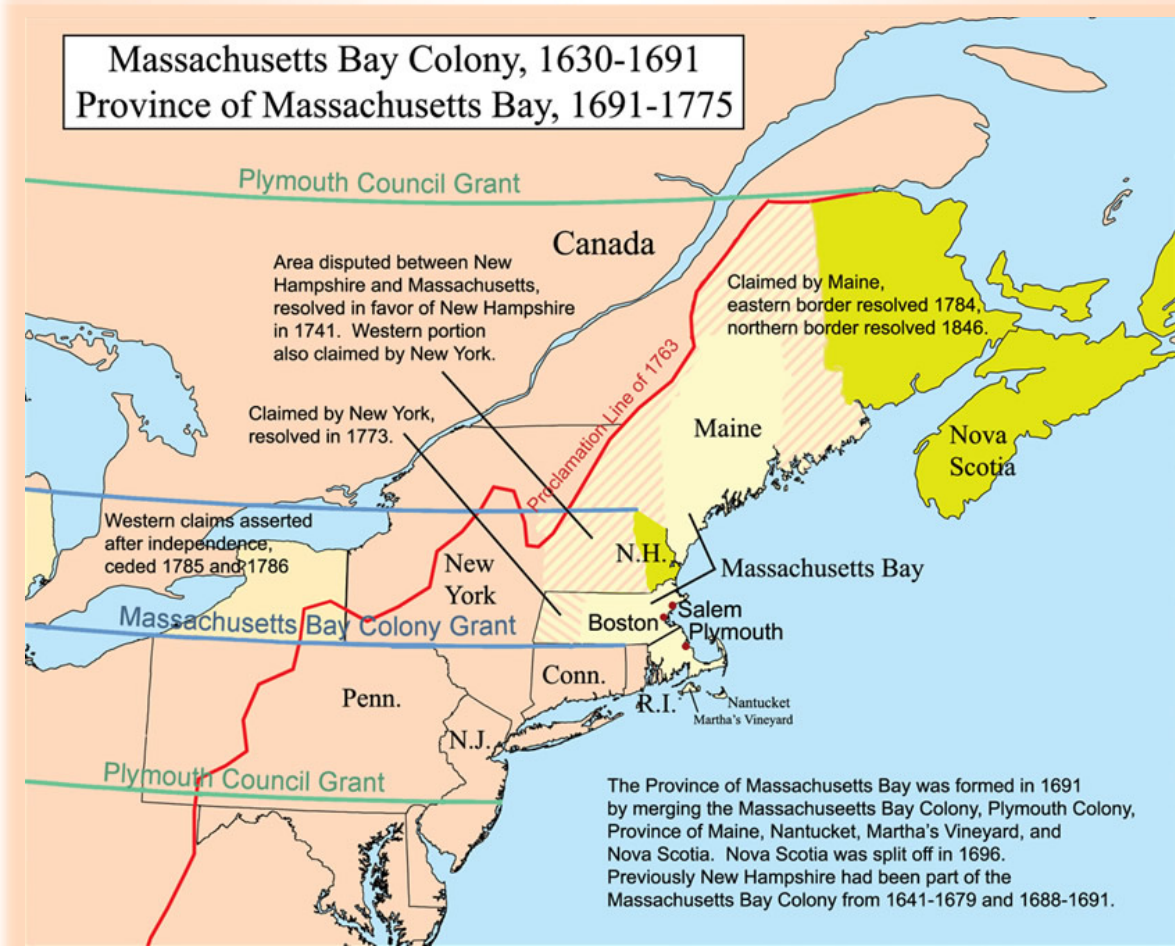 Massachusetts Bay Colony, 1630-1691
Province of Massachusetts Bay, 1691-1775
Plymouth Council Grant
Canada
Area disputed between New
Hampshire and Massachusetts,
resolved in favor of New Hampshire
in 1741. Western portion
also claimed by New York.
Claimed by Maine,
eastern border resolved 1784,
northern border resolved 1846.
Proclamation Line of 1763
Claimed by New York,
resolved in 1773.
Maine
Nova
Scotia
Western claims asserted
after independence,
ceded 1785 and 1786
New
York
N.H.
Massachusetts Bay
Massachusetts Bay Colony Grant
Boston
Salem
Plymouth
Penn.
Conn.
R.I.
Nantucket
Martha's Vineyard
N.J.
Plymouth Council Grant
The Province of Massachusetts Bay was formed in 1691
by merging the Massachuseetts Bay Colony, Plymouth Colony,
Province of Maine, Nantucket, Martha's Vineyard, and
Nova Scotia. Nova Scotia was split off in 1696.
Previously New Hampshire had been part of the
Massachusetts Bay Colony from 1641-1679 and 1688-1691.